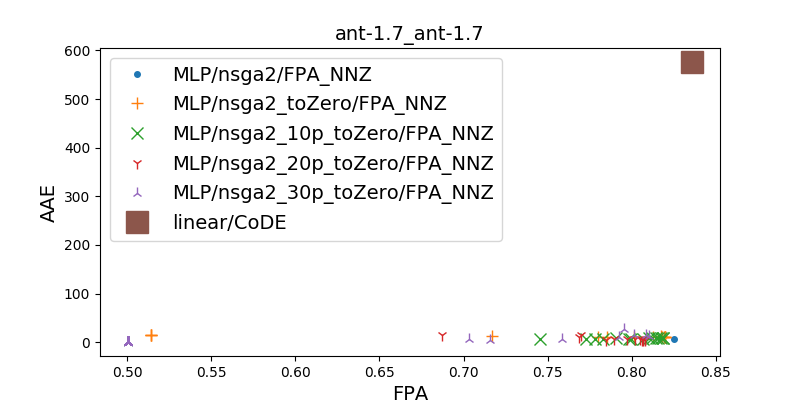 ant-1.7_ant-1.7
600
500
400
300
200
100
0
AAE
MLP/nsga2/FPA_NNZ
MLP/nsga2_toZero/FPA_NNZ
MLP/nsga2_10p_toZero/FPA_NNZ
MLP/nsga2_20p_toZero/FPA_NNZ
MLP/nsga2_30p_toZero/FPA_NNZ
linear/CoDE
0.50 0.55 0.60 0.65 0.70 0.75 0.80 0.85
FPA